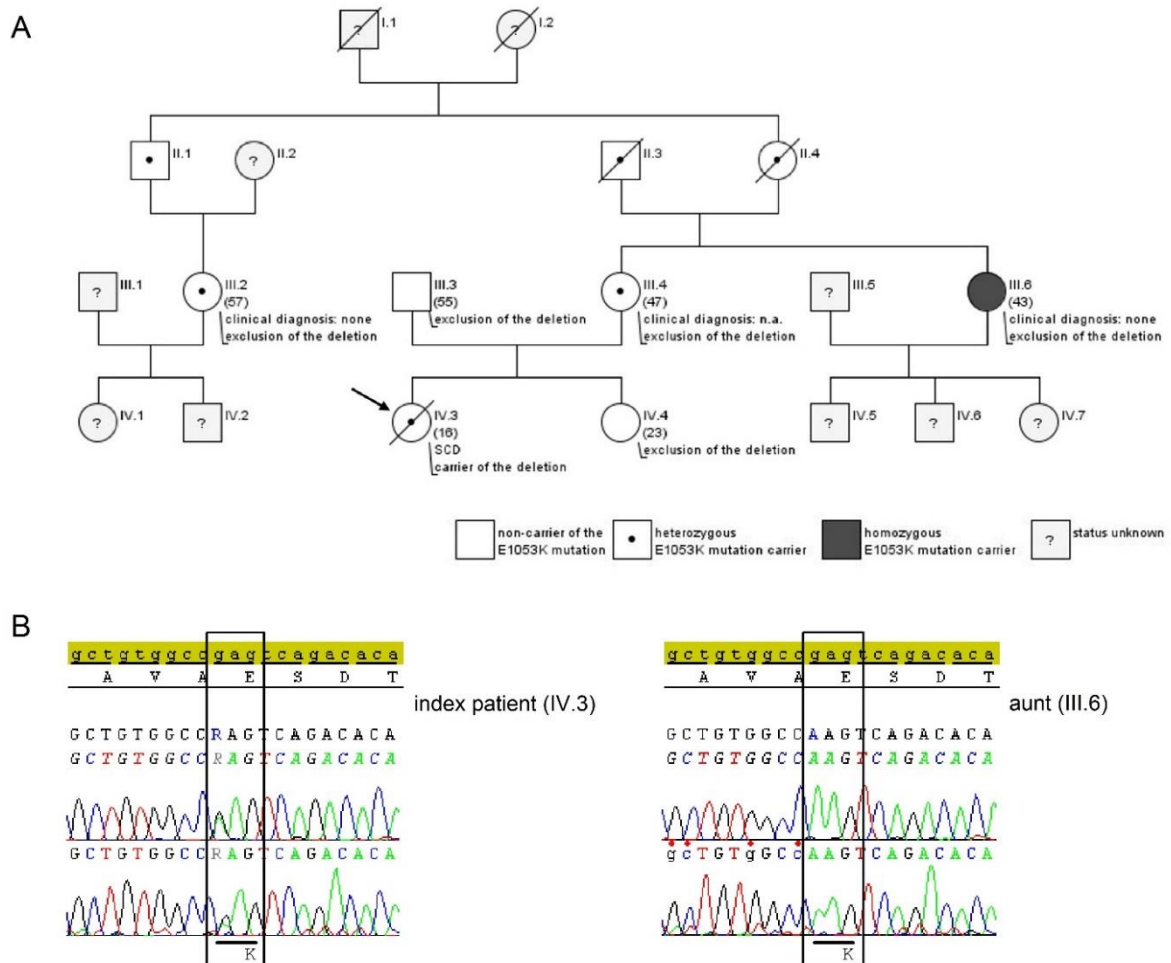 A
? I.1
? I.2
II.1
? II.2
II.3
II.4
? III.1
III.2
(57)
clinical diagnosis: none
exclusion of the deletion
III.3
(55)
exclusion of the deletion
III.4
(47)
clinical diagnosis: n.a.
exclusion of the deletion
? III.5
III.6
(43)
clinical diagnosis: none
exclusion of the deletion
? IV.1
? IV.2
IV.3
(16)
SCD
carrier of the deletion
IV.4
(23)
exclusion of the deletion
? IV.5
? IV.6
? IV.7
non-carrier of the
E1053K mutation
heterozygous
E1053K mutation carrier
homozygous
E1053K mutation carrier
? status unknown
B
gctgtggccgagtcagacaca
A V A E S D T
index patient (IV.3)
GCTGTGGCCRAGTCAGACACA
GCTGTGGCCRAGTCAGACACA
GCTGTGGCCRAGTCAGACACA
K
gctgtggccgagtcagacaca
A V A E S D T
aunt (III.6)
GCTGTGGCCAAGTCAGACACA
GCTGTGGCCAAGTCAGACACA
gcTGTgGCcAAGTCAGACACA
K